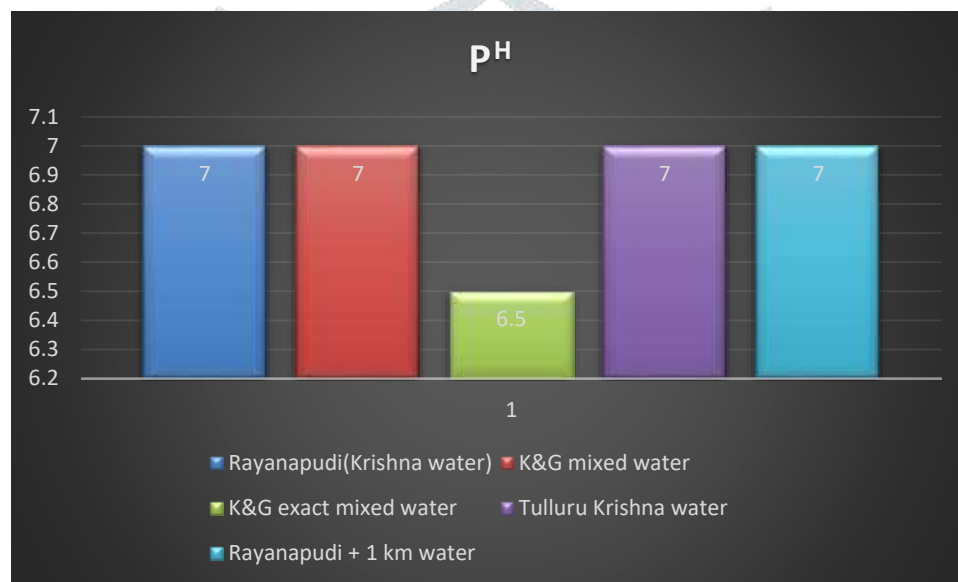 Pᴴ
7.1
7
6.9
6.8
6.7
6.6
6.5
6.4
6.3
6.2
7
7
6.5
7
7
1
Rayanapudi(Krishna water)
K&G mixed water
K&G exact mixed water
Tulluru Krishna water
Rayanapudi + 1 km water